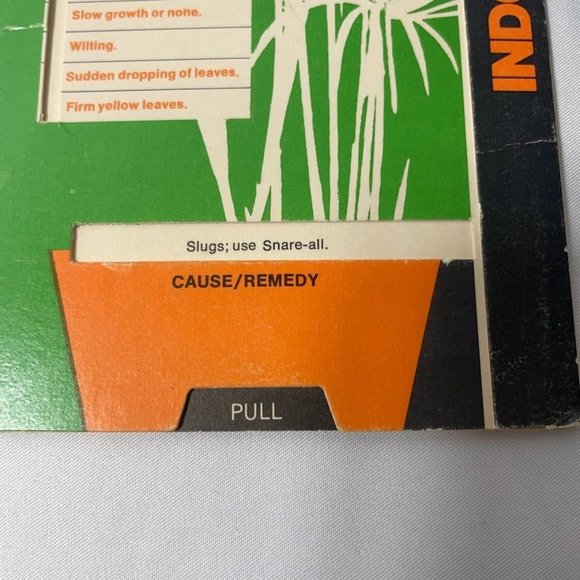 Slow growth or none.
Wilting.
Sudden dropping of leaves.
Firm yellow leaves.
Slugs; use Snare-all.
CAUSE/REMEDY
PULL
INDO